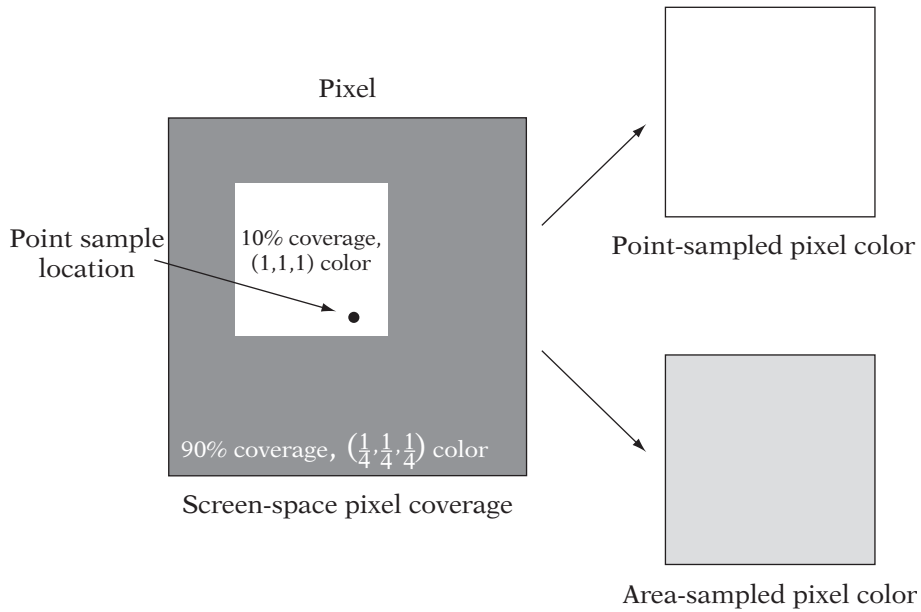 Pixel
Point sample
location
10% coverage,
(1,1,1) color
90% coverage, (1/4,1/4,1/4) color
Screen-space pixel coverage
Point-sampled pixel color
Area-sampled pixel color